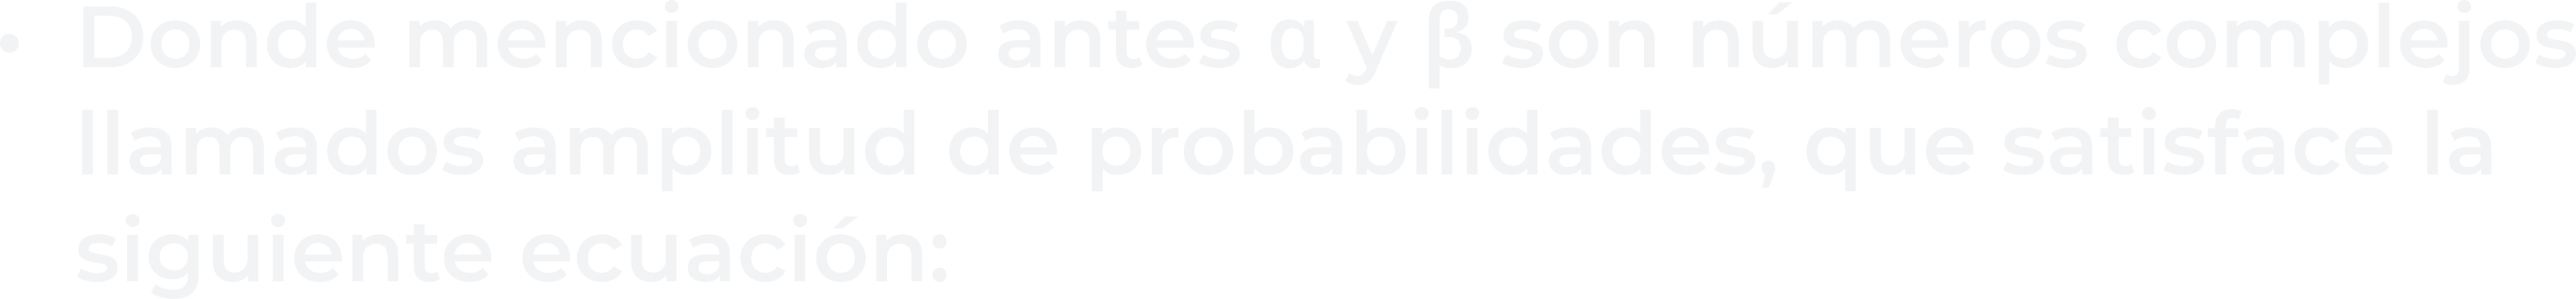 • Donde mencionado antes α y β son números complejos
llamados amplitud de probabilidades, que satisface la
siguiente ecuación: